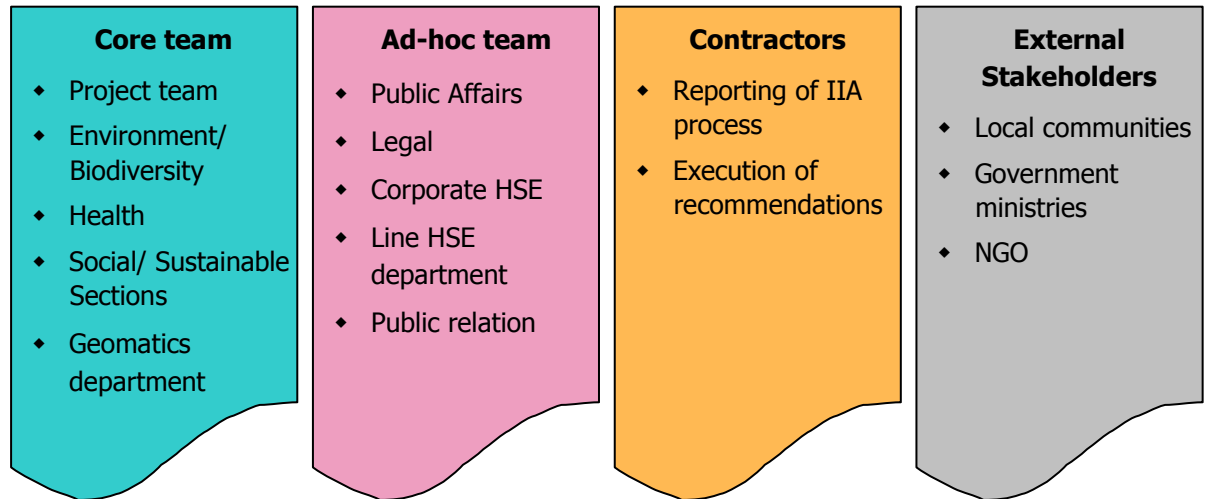 Core team
◆ Project team
◆ Environment/
Biodiversity
◆ Health
◆ Social/ Sustainable
Sections
◆ Geomatics
department
Ad-hoc team
◆ Public Affairs
◆ Legal
◆ Corporate HSE
◆ Line HSE
department
◆ Public relation
Contractors
◆ Reporting of IIA
process
◆ Execution of
recommendations
External
Stakeholders
◆ Local communities
◆ Government
ministries
◆ NGO